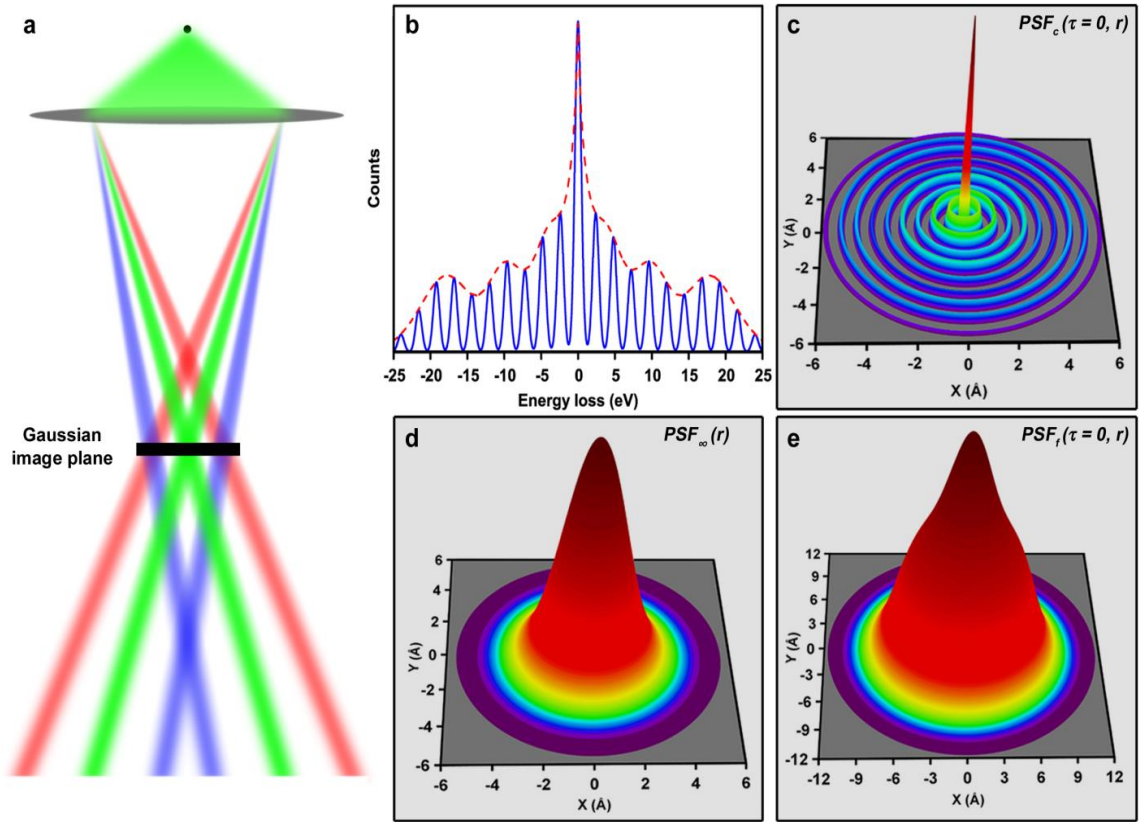 a
Gaussian
image plane
b
Counts
-25 -20 -15 -10 -5 0 5 10 15 20 25
Energy loss (eV)
c
PSF_c(τ = 0, r)
6
4
2
0
-2
-4
-6
Y (Å)
-6 -4 -2 0 2 4 6
X (Å)
d
PSF_∞(r)
6
4
2
0
-2
-4
-6
Y (Å)
-6 -4 -2 0 2 4 6
X (Å)
e
PSF_f(τ = 0, r)
12
9
6
3
0
-3
-6
-9
-12
Y (Å)
-12 -9 -6 -3 0 3 6 9 12
X (Å)